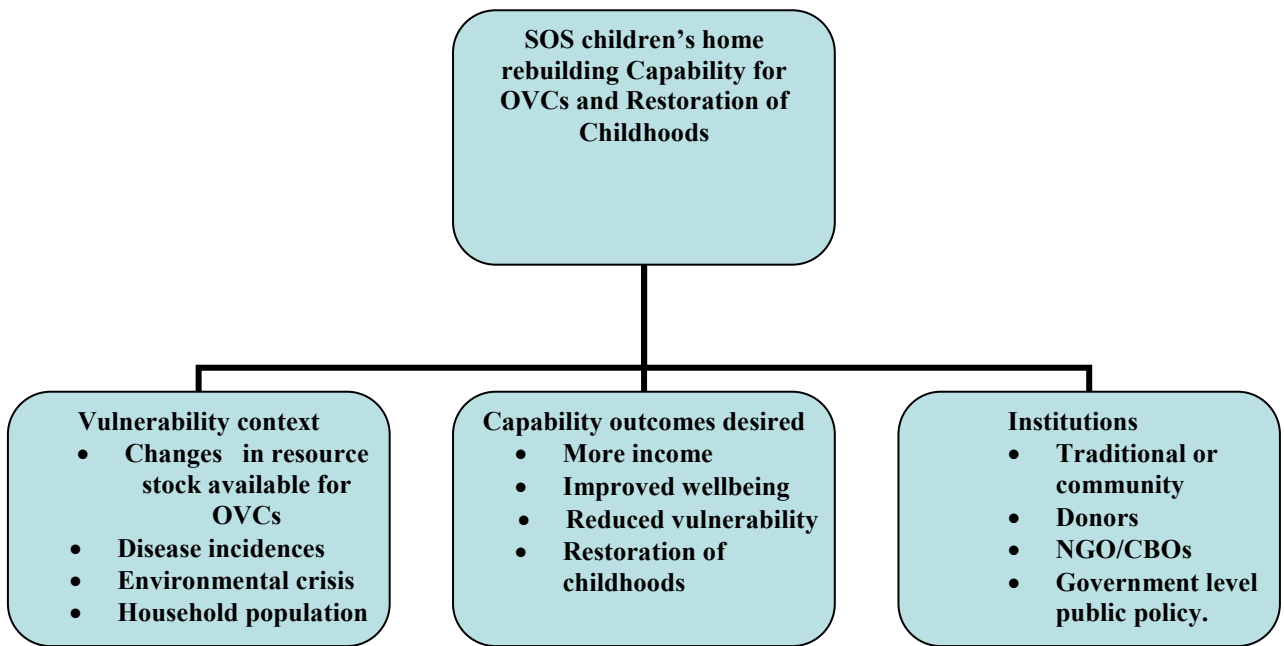 SOS children’s home
rebuilding Capability for
OVCs and Restoration of
Childhoods
Vulnerability context
• Changes in resource
stock available for
OVCs
• Disease incidences
• Environmental crisis
• Household population
Capability outcomes desired
• More income
• Improved wellbeing
• Reduced vulnerability
• Restoration of
childhoods
Institutions
• Traditional or
community
• Donors
• NGO/CBOs
• Government level
public policy.